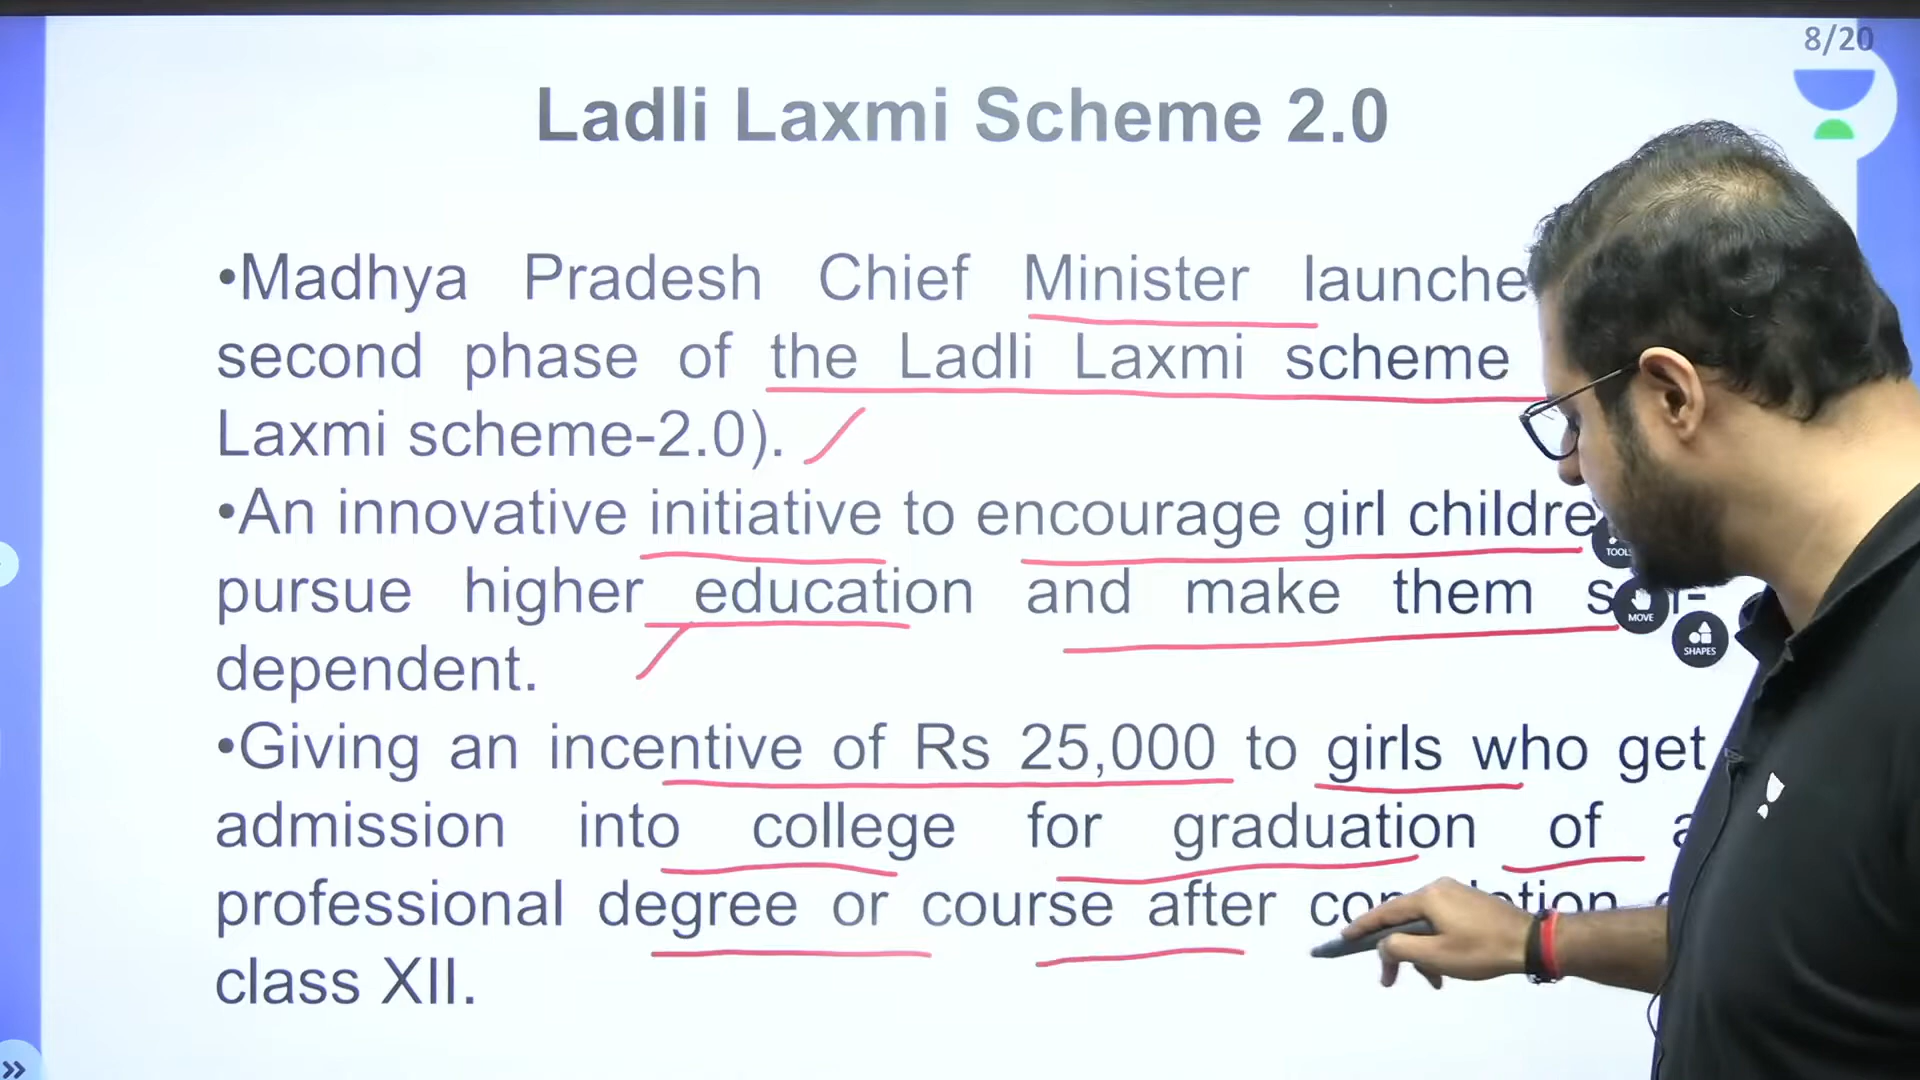 8/20
Ladli Laxmi Scheme 2.0
•Madhya Pradesh Chief Minister launche
second phase of the Ladli Laxmi scheme
Laxmi scheme-2.0).
•An innovative initiative to encourage girl childre
pursue higher education and make them
dependent.
•Giving an incentive of Rs 25,000 to girls who get
admission into college for graduation of a
professional degree or course after
class XII.
TOOLS
MOVE
SHAPES